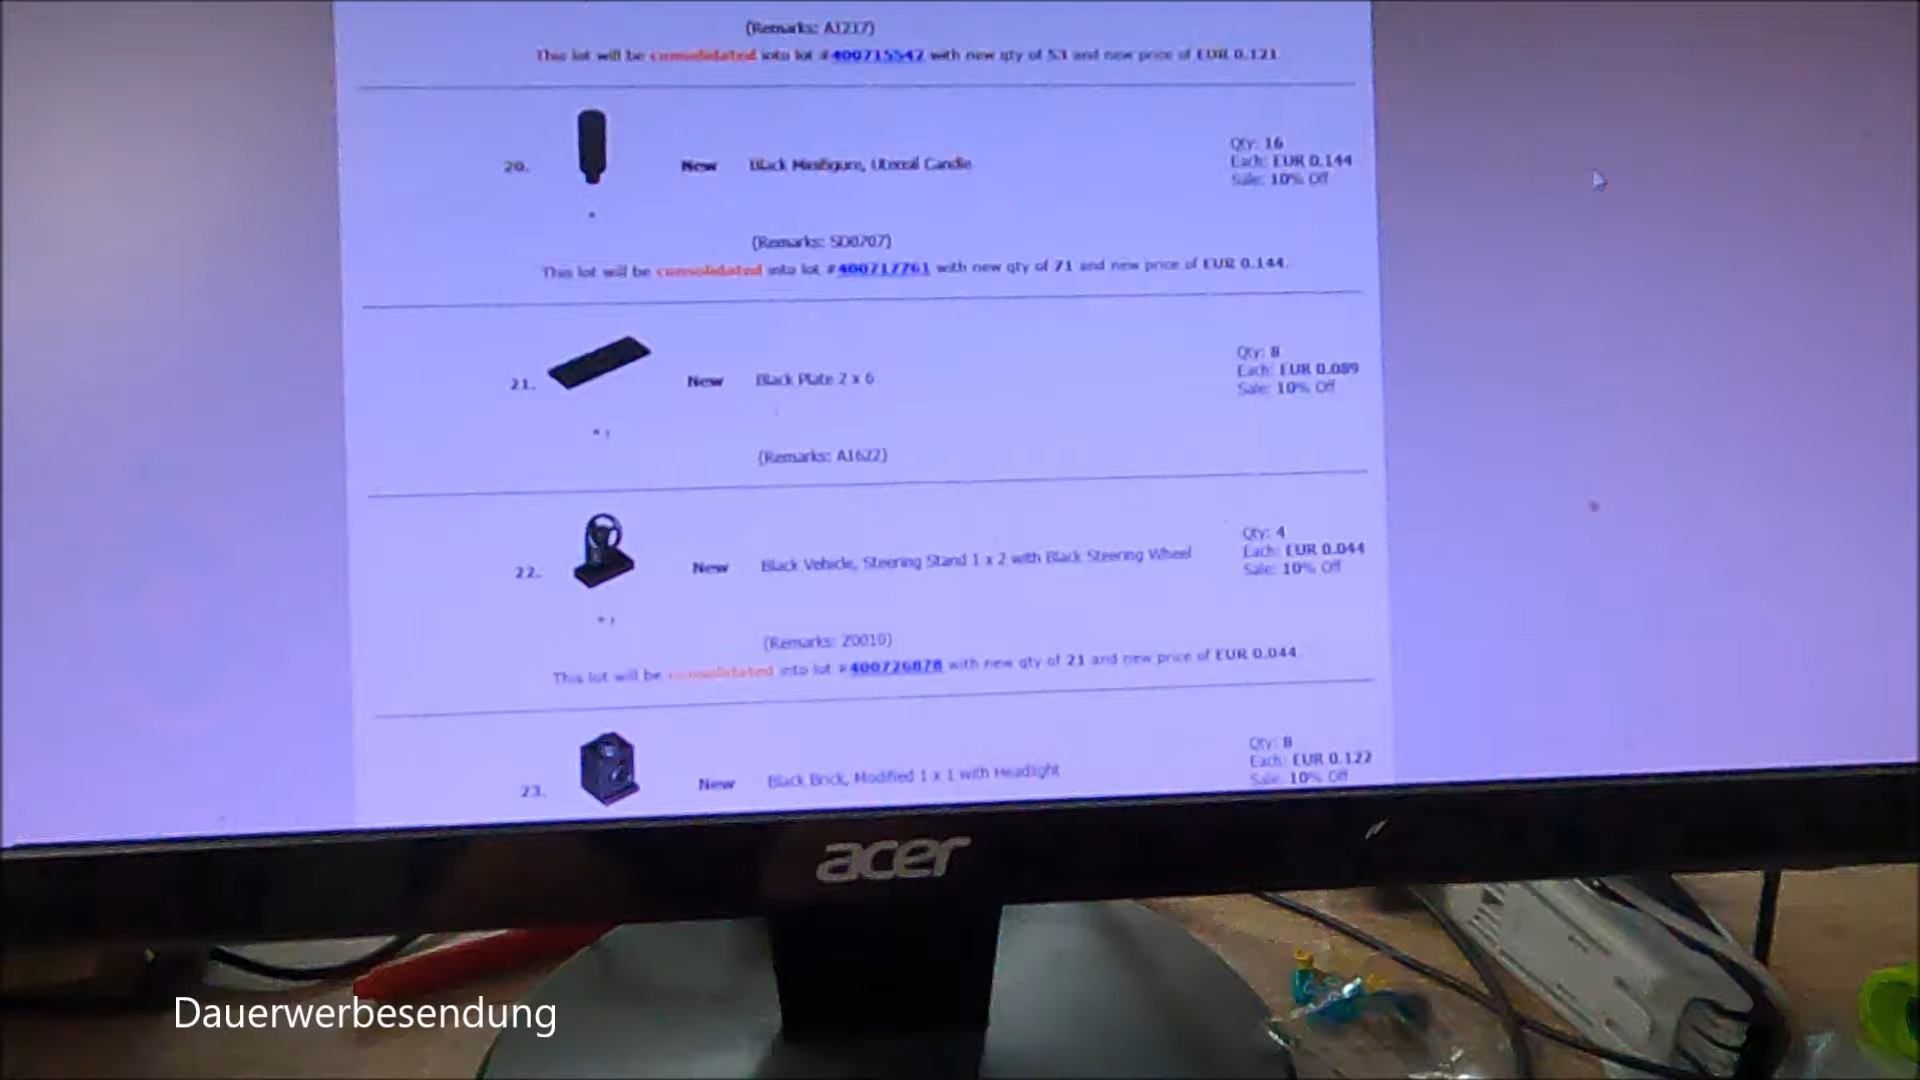 (Remarks: A1217)
This lot will be consolidated into lot #400715547 with new qty of 53 and new price of EUR 0.121
20.
New
Black Minifigure, Utensil Candle
Qty: 16
Each: EUR 0.144
Sale: 10% Off
(Remarks: SD0707)
This lot will be consolidated into lot #400717761 with new qty of 71 and new price of EUR 0.144.
21.
New
Black Plate 2 x 6
Qty: 8
Each: EUR 0.089
Sale: 10% Off
(Remarks: A1622)
22.
New
Black Vehicle, Steering Stand 1 x 2 with Black Steering Wheel
Qty: 4
Each: EUR 0.044
Sale: 10% Off
(Remarks: Z0010)
This lot will be consolidated into lot #400726878 with new qty of 21 and new price of EUR 0.044
23.
New
Black Brick, Modified 1 x 1 with Headlight
Qty: 8
Each: EUR 0.122
Sale: 10% Off
acer
Dauerwerbesendung